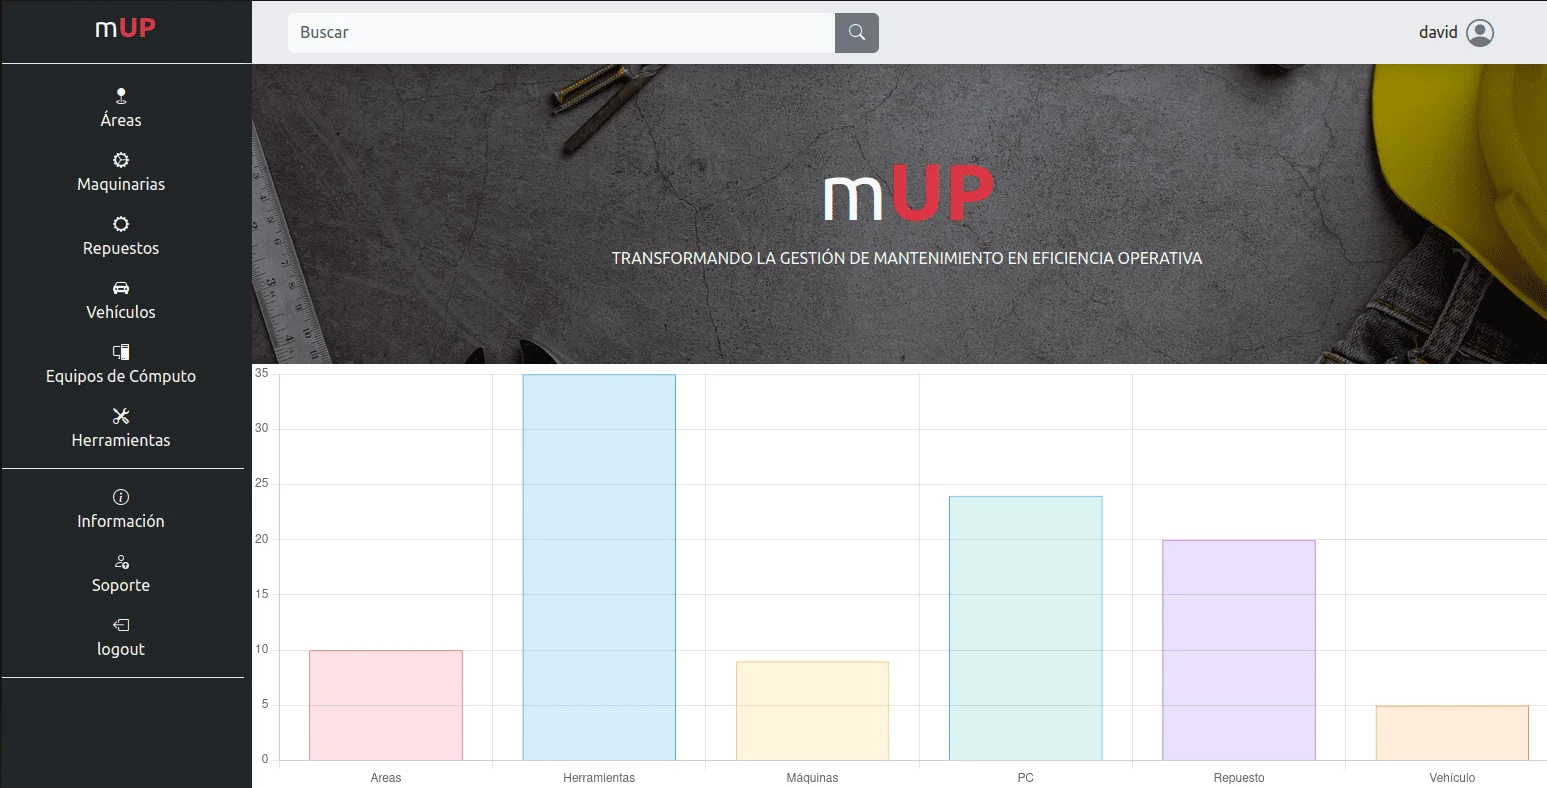 mUP
Áreas
Maquinarias
Repuestos
Vehículos
Equipos de Cómputo
Herramientas
Información
Soporte
logout
Buscar
david
mUP
TRANSFORMANDO LA GESTIÓN DE MANTENIMIENTO EN EFICIENCIA OPERATIVA
35
30
25
20
15
10
5
0
Areas Herramientas Máquinas PC Repuesto Vehículo